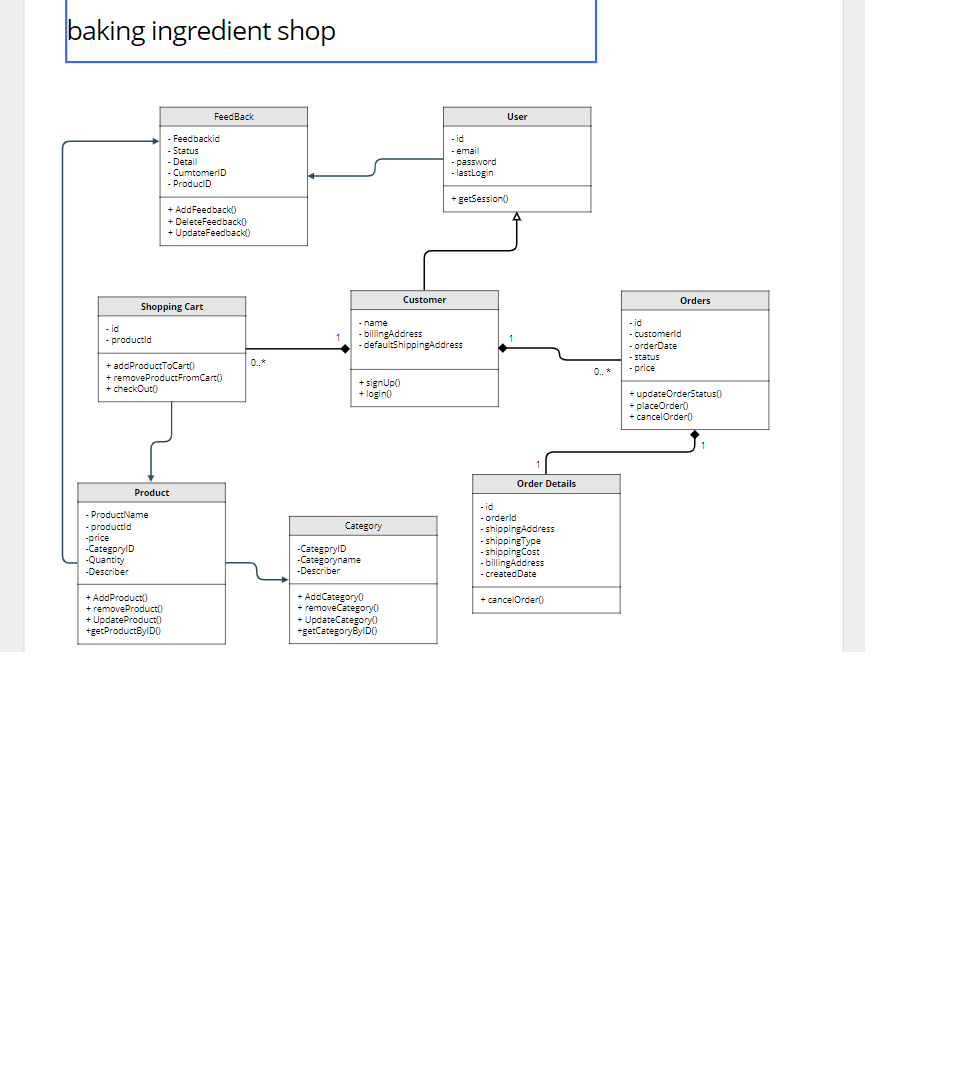 baking ingredient shop
FeedBack
- Feedbackid
- Status
- Detail
- CumtomerID
- ProducID
+ AddFeedback()
+ DeleteFeedback()
+ UpdateFeedback()
User
- id
- email
- password
- lastLogin
+ getSession()
Shopping Cart
- id
- productId
+ addProductToCart()
+ removeProductFromCart()
+ checkOut()
1
0..*
Customer
- name
- billingAddress
- defaultShippingAddress
+ signUp()
+ login()
1
0.. *
Orders
- id
- customerId
- orderDate
- status
- price
+ updateOrderStatus()
+ placeOrder()
+ cancelOrder()
1
1
Product
- ProductName
- productId
-price
-CategpryID
-Quantity
-Describer
+ AddProduct()
+ removeProduct()
+ UpdateProduct()
+getProductByID()
Category
-CategpryID
-Categoryname
-Describer
+ AddCategory()
+ removeCategory()
+ UpdateCategory()
+getCategoryByID()
Order Details
- id
- orderId
- shippingAddress
- shippingType
- shippingCost
- billingAddress
- createdDate
+ cancelOrder()